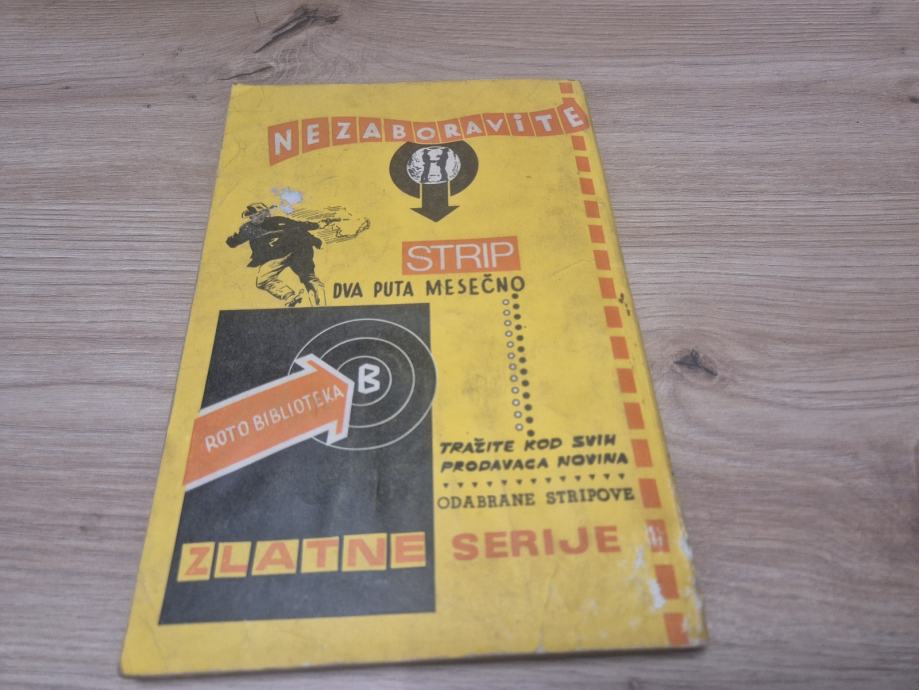 NEZABORAVITE
STRIP
DVA PUTA MESEČNO
B
ROTO BIBLIOTEKA
TRAŽITE KOD SVIH
PRODAVACA NOVINA
ODABRANE STRIPOVE
ZLATNE SERIJE